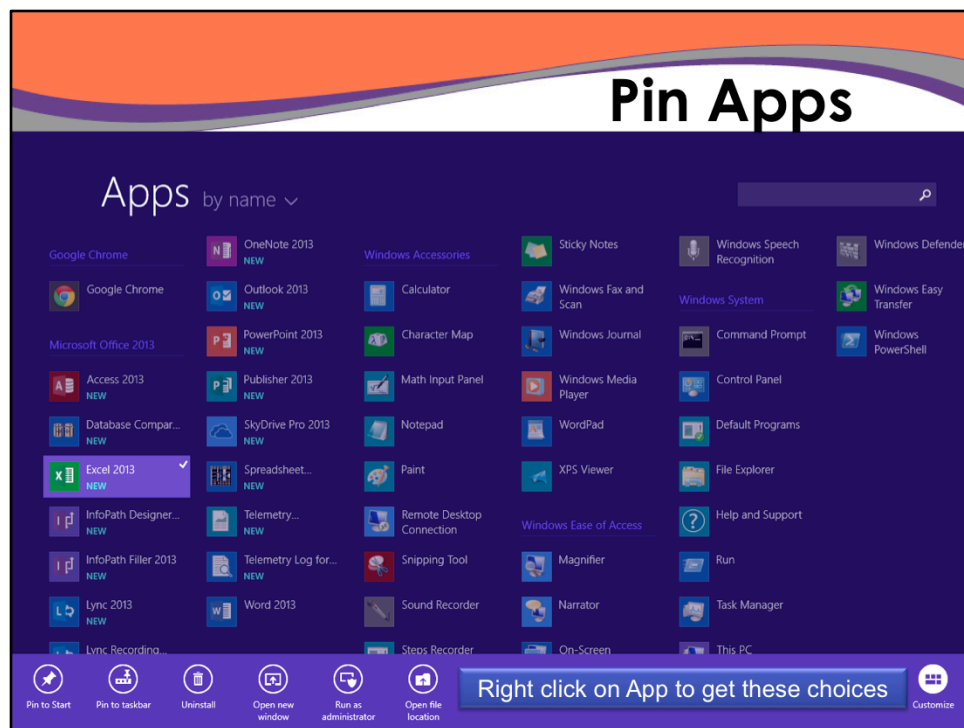 Pin Apps
Apps by name
Google Chrome
Google Chrome
Microsoft Office 2013
Access 2013
NEW
Database Compar...
NEW
Excel 2013
NEW
InfoPath Designer...
NEW
InfoPath Filler 2013
NEW
Lync 2013
NEW
Lync Recording...
OneNote 2013
NEW
Outlook 2013
NEW
PowerPoint 2013
NEW
Publisher 2013
NEW
SkyDrive Pro 2013
NEW
Spreadsheet...
NEW
Telemetry...
NEW
Telemetry Log for...
NEW
Word 2013
Windows Accessories
Calculator
Character Map
Math Input Panel
Notepad
Paint
Remote Desktop
Connection
Snipping Tool
Sound Recorder
Steps Recorder
Sticky Notes
Windows Fax and
Scan
Windows Journal
Windows Media
Player
WordPad
XPS Viewer
Windows Ease of Access
Magnifier
Narrator
On-Screen
Windows Speech
Recognition
Windows System
Command Prompt
Control Panel
Default Programs
File Explorer
Help and Support
Run
Task Manager
This PC
Windows Defender
Windows Easy
Transfer
Windows
PowerShell
Pin to Start
Pin to taskbar
Uninstall
Open new
window
Run as
administrator
Open file
location
Right click on App to get these choices
Customize